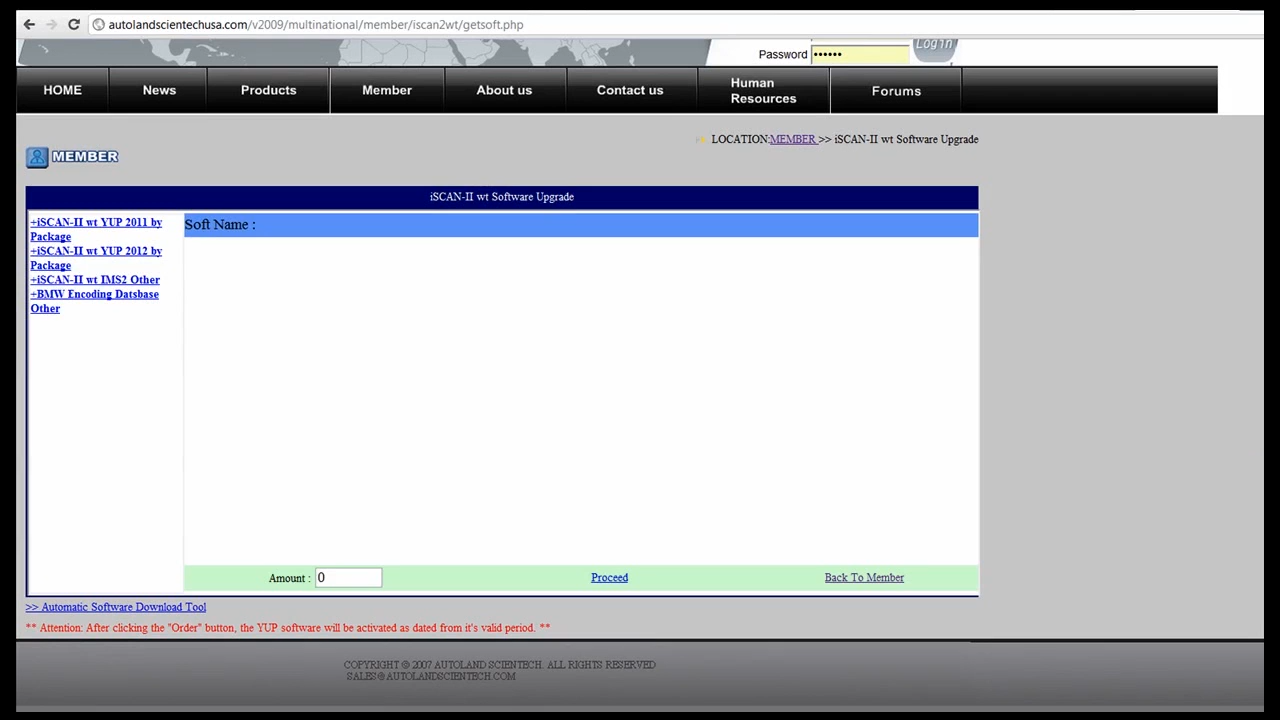 autolandscientechusa.com/v2009/multinational/member/iscan2wt/getsoft.php
Login
Password ••••••
HOME News Products Member About us Contact us Human Resources Forums
LOCATION:MEMBER >> iSCAN-II wt Software Upgrade
MEMBER
iSCAN-II wt Software Upgrade
+iSCAN-II wt YUP 2011 by
Package
+iSCAN-II wt YUP 2012 by
Package
+iSCAN-II wt IMS2 Other
+BMW Encoding Datsbase
Other
Soft Name :
Amount : 0 Proceed Back To Member
>> Automatic Software Download Tool
** Attention: After clicking the "Order" button, the YUP software will be activated as dated from it's valid period. **
COPYRIGHT @ 2007 AUTOLAND SCIENTECH. ALL RIGHTS RESERVED
SALES@AUTOLANDSCIENTECH.COM